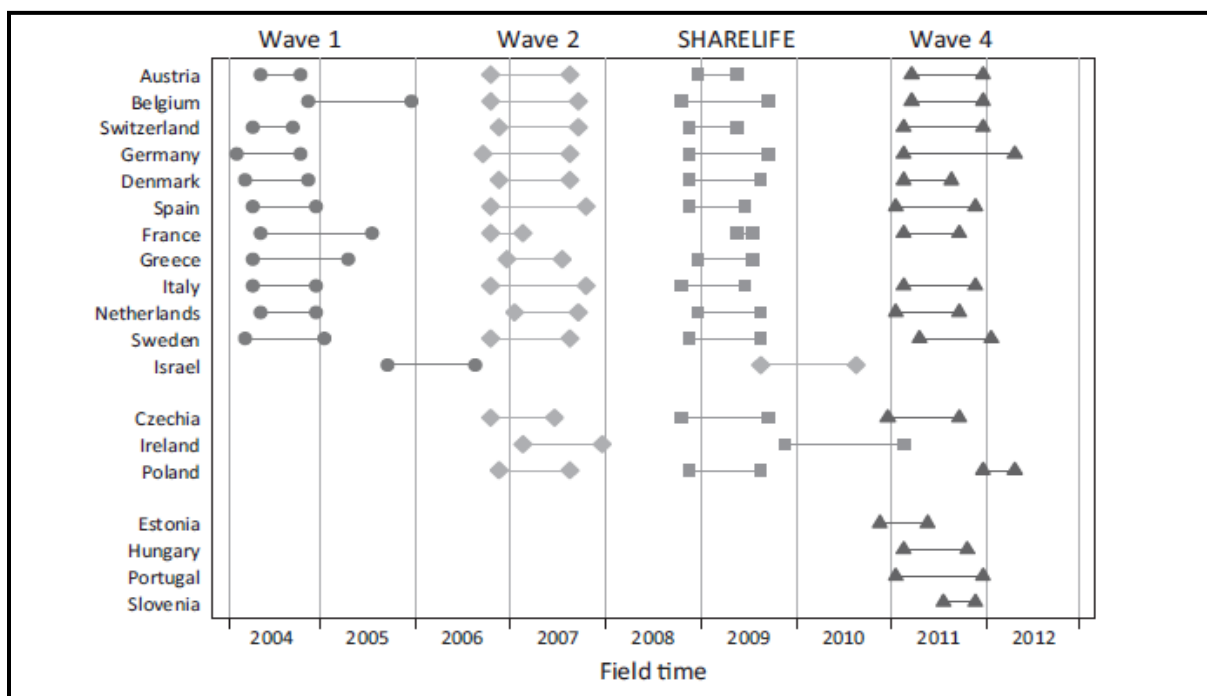 Wave 1 Wave 2 SHARELIFE Wave 4
Austria
Belgium
Switzerland
Germany
Denmark
Spain
France
Greece
Italy
Netherlands
Sweden
Israel
Czechia
Ireland
Poland
Estonia
Hungary
Portugal
Slovenia
2004 2005 2006 2007 2008 2009 2010 2011 2012
Field time